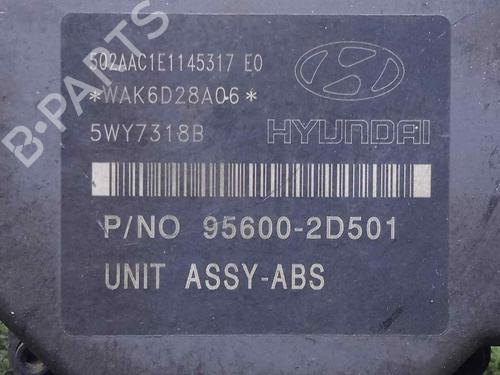 502AAC1E1145317 E0
*WAK6D28A06*
5WY7318B
HYUNDAI
P/NO 95600-2D501
UNIT ASSY-ABS
B-PARTS